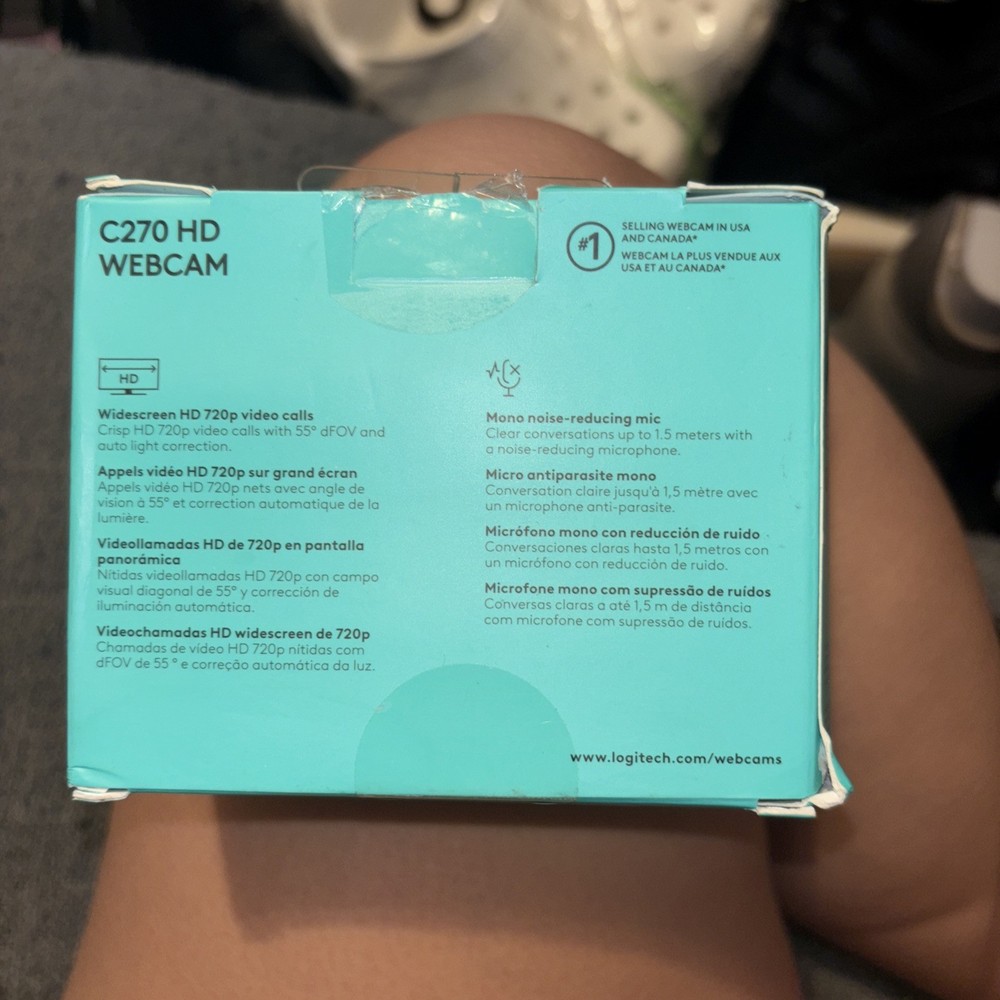 C270 HD
WEBCAM
#1
SELLING WEBCAM IN USA
AND CANADA*
WEBCAM LA PLUS VENDUE AUX
USA ET AU CANADA*
HD
Widescreen HD 720p video calls
Crisp HD 720p video calls with 55° dFOV and
auto light correction.
Appels vidéo HD 720p sur grand écran
Appels vidéo HD 720p nets avec angle de
vision à 55° et correction automatique de la
lumière.
Videollamadas HD de 720p en pantalla
panorámica
Nítidas videollamadas HD 720p con campo
visual diagonal de 55° y corrección de
iluminación automática.
Videochamadas HD widescreen de 720p
Chamadas de vídeo HD 720p nítidas com
dFOV de 55 ° e correção automática da luz.
Mono noise-reducing mic
Clear conversations up to 1.5 meters with
a noise-reducing microphone.
Micro antiparasite mono
Conversation claire jusqu'à 1,5 mètre avec
un microphone anti-parasite.
Micrófono mono con reducción de ruido
Conversaciones claras hasta 1,5 metros con
un micrófono con reducción de ruido.
Microfone mono com supressão de ruídos
Conversas claras a até 1,5 m de distância
com microfone com supressão de ruídos.
www.logitech.com/webcams